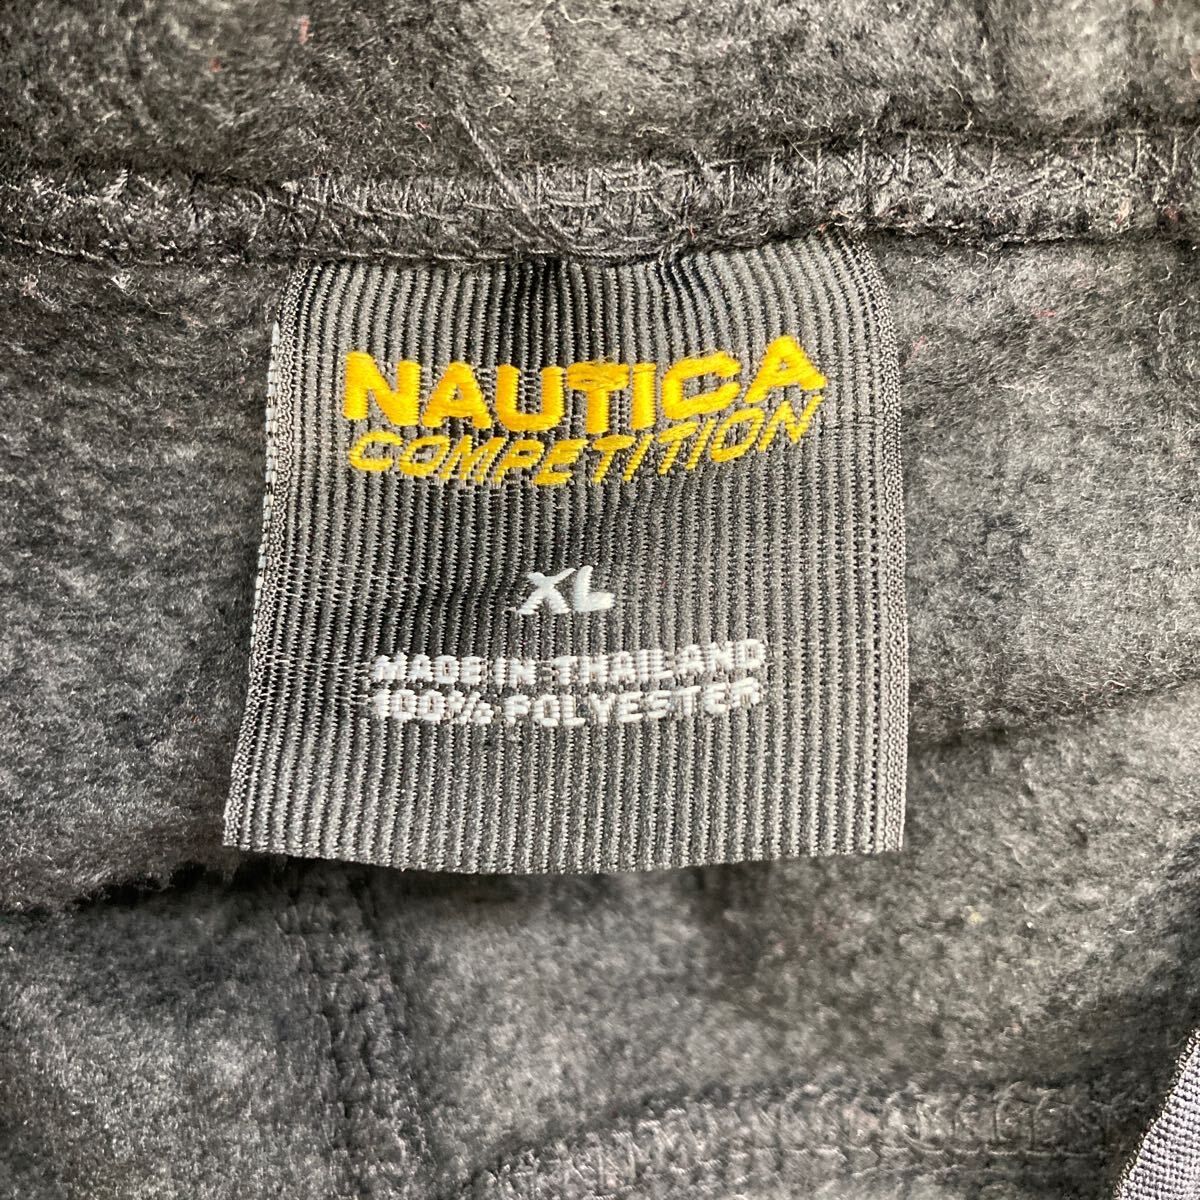 NAUTICA
COMPETITION
XL
MADE IN THAILAND
100% POLYESTER